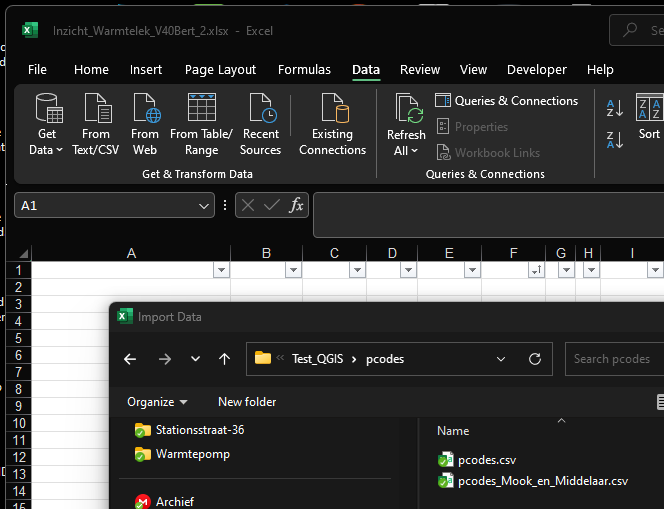 Inzicht_Warmtelek_V40Bert_2.xlsx - Excel
Se
File Home Insert Page Layout Formulas Data Review View Developer Help
Get Data
From Text/CSV
From Web
From Table/ Range
Recent Sources
Existing Connections
Refresh All
Queries & Connections
Properties
Workbook Links
A Z
Z A
Z A A Z
Sort
Get & Transform Data
Queries & Connections
A1
fx
A B C D E F G H I
1
2
3
4
5
6
7
8
9
10
11
12
13
14
15
Import Data
Test_QGIS > pcodes
Search pcodes
Organize New folder
Stationsstraat-36
Warmtepomp
Archief
Name
pcodes.csv
pcodes_Mook_en_Middelaar.csv